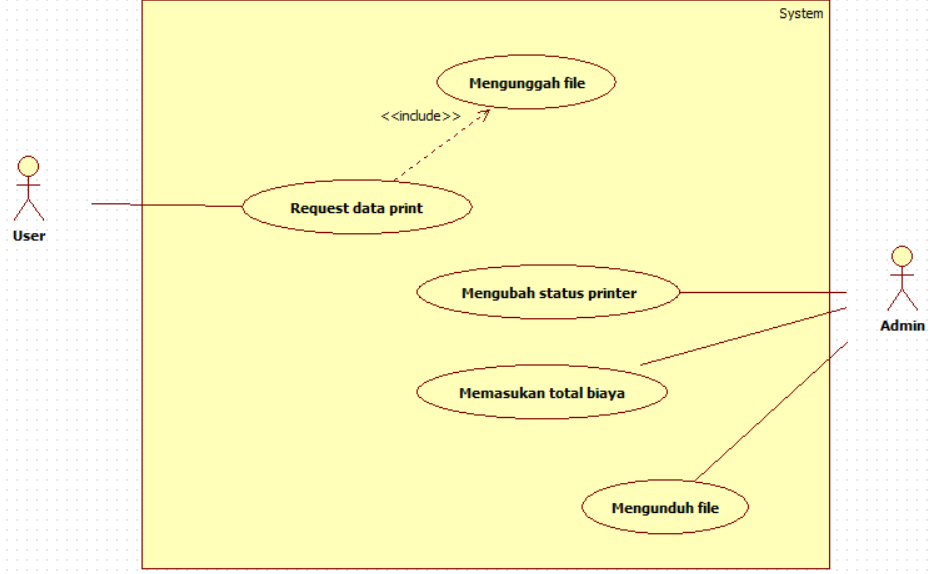 System
Mengunggah file
<<include>>
Request data print
User
Mengubah status printer
Admin
Memasukan total biaya
Mengunduh file